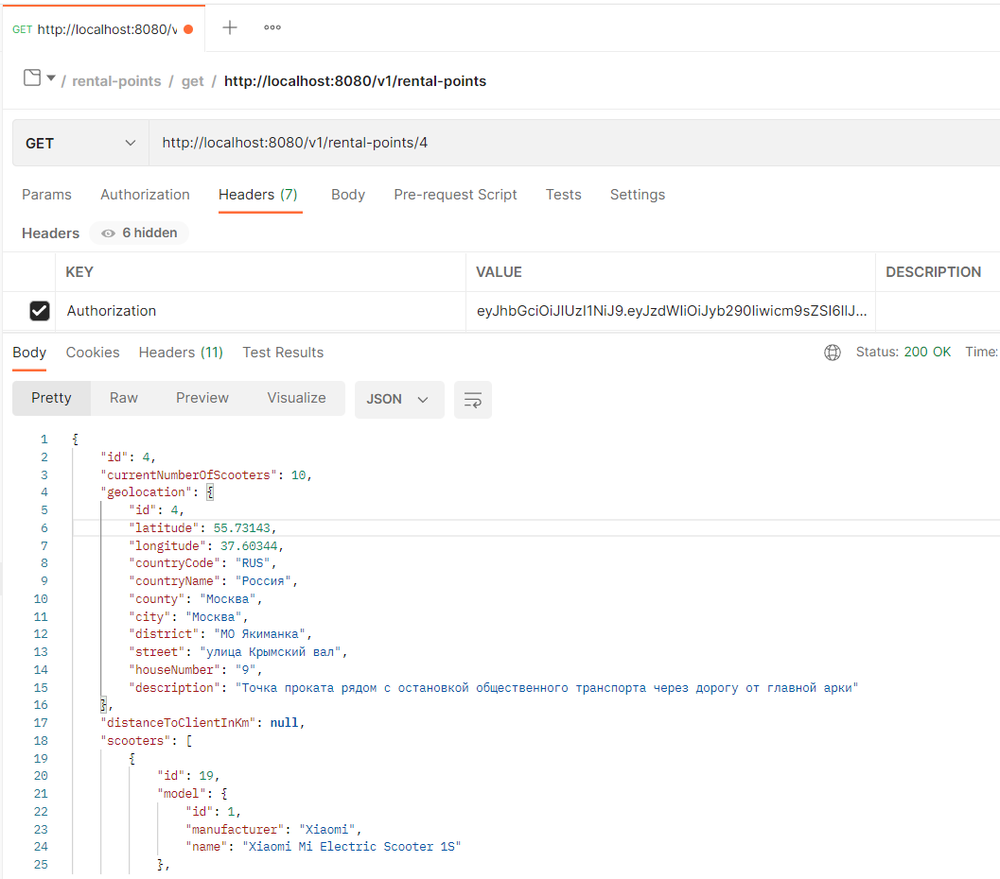 GET http://localhost:8080/v
/ rental-points / get / http://localhost:8080/v1/rental-points
GET http://localhost:8080/v1/rental-points/4
Params Authorization Headers (7) Body Pre-request Script Tests Settings
Headers 6 hidden
KEY VALUE DESCRIPTION
Authorization eyJhbGciOiJIUzI1NiJ9.eyJzdWIiOiJyb290Iiwicm9sZSI6IlJ...
Body Cookies Headers (11) Test Results Status: 200 OK Time:
Pretty Raw Preview Visualize JSON
1 {
2 "id": 4,
3 "currentNumberOfScooters": 10,
4 "geolocation": {
5 "id": 4,
6 "latitude": 55.73143,
7 "longitude": 37.60344,
8 "countryCode": "RUS",
9 "countryName": "Россия",
10 "county": "Москва",
11 "city": "Москва",
12 "district": "МО Якиманка",
13 "street": "улица Крымский вал",
14 "houseNumber": "9",
15 "description": "Точка проката рядом с остановкой общественного транспорта через дорогу от главной арки"
16 },
17 "distanceToClientInKm": null,
18 "scooters": [
19 {
20 "id": 19,
21 "model": {
22 "id": 1,
23 "manufacturer": "Xiaomi",
24 "name": "Xiaomi Mi Electric Scooter 1S"
25 },